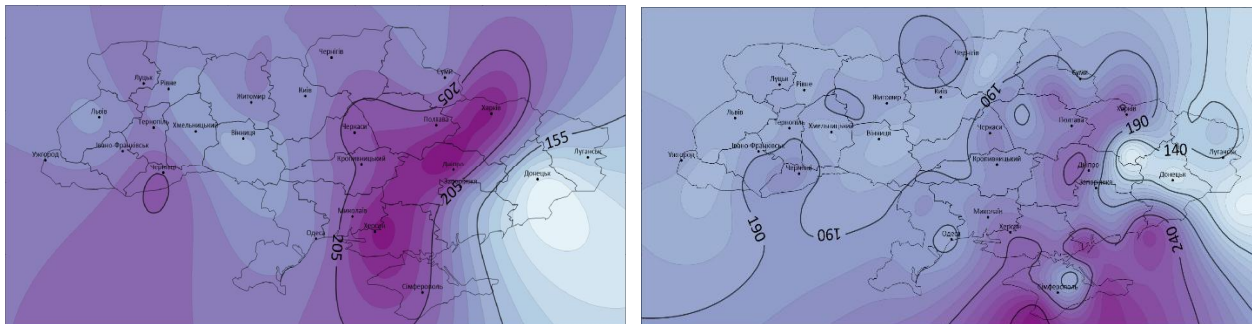 Чернігів
Суми
205
Луцьк
Рівне
Київ
Житомир
Львів
Харків
Полтава
Тернопіль
Хмельницький
Вінниця
Черкаси
155
Івано-Франківськ
Ужгород
Кропивницький
Луганськ
Чернівці
Дніпро
Запоріжжя
Донецьк
205
Миколаїв
Херсон
Одеса
205
Сімферополь
Чернігів
Суми
190
Луцьк
Рівне
Київ
Житомир
Харків
Львів
190
Полтава
Тернопіль
Хмельницький
Вінниця
Черкаси
140
Івано-Франківськ
Луганськ
Ужгород
Кропивницький
Чернівці
Дніпро
Донецьк
Запоріжжя
190
190
Миколаїв
Херсон
Одеса
240
Сімферополь